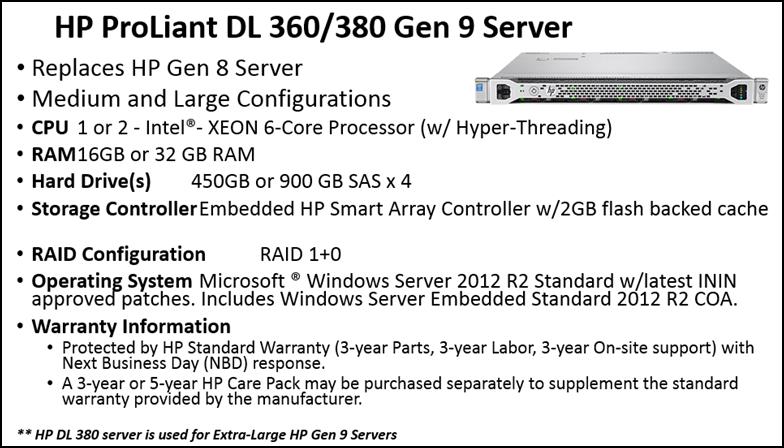 HP ProLiant DL 360/380 Gen 9 Server
• Replaces HP Gen 8 Server
• Medium and Large Configurations
• CPU 1 or 2 - Intel®- XEON 6-Core Processor (w/ Hyper-Threading)
• RAM16GB or 32 GB RAM
• Hard Drive(s) 450GB or 900 GB SAS x 4
• Storage ControllerEmbedded HP Smart Array Controller w/2GB flash backed cache
• RAID Configuration RAID 1+0
• Operating System Microsoft ® Windows Server 2012 R2 Standard w/latest ININ
approved patches. Includes Windows Server Embedded Standard 2012 R2 COA.
• Warranty Information
• Protected by HP Standard Warranty (3-year Parts, 3-year Labor, 3-year On-site support) with
Next Business Day (NBD) response.
• A 3-year or 5-year HP Care Pack may be purchased separately to supplement the standard
warranty provided by the manufacturer.
** HP DL 380 server is used for Extra-Large HP Gen 9 Servers